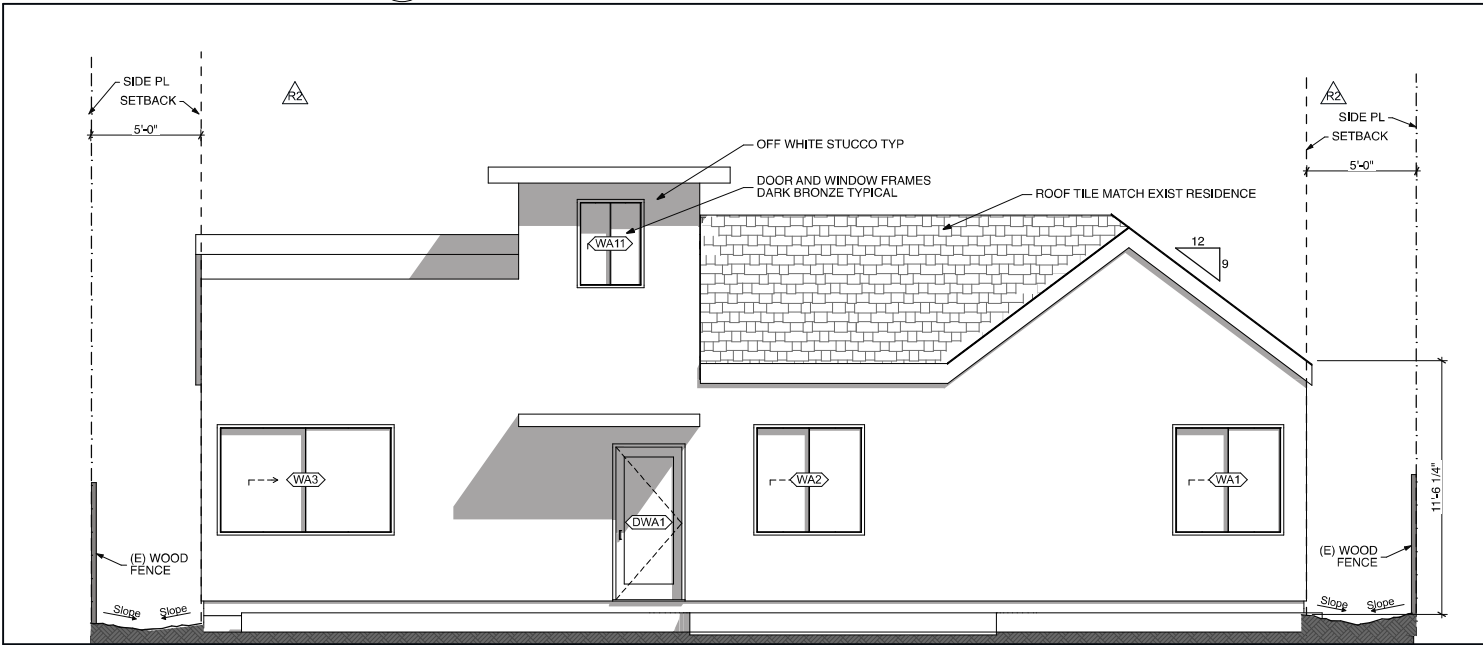 SIDE PL
SETBACK
5'-0"
R2
OFF WHITE STUCCO TYP
DOOR AND WINDOW FRAMES
DARK BRONZE TYPICAL
ROOF TILE MATCH EXIST RESIDENCE
R2
SIDE PL
SETBACK
5'-0"
WA11
12
9
WA3
DWA1
WA2
WA1
11'-6 1/4"
(E) WOOD
FENCE
(E) WOOD
FENCE
Slope
Slope
Slope
Slope